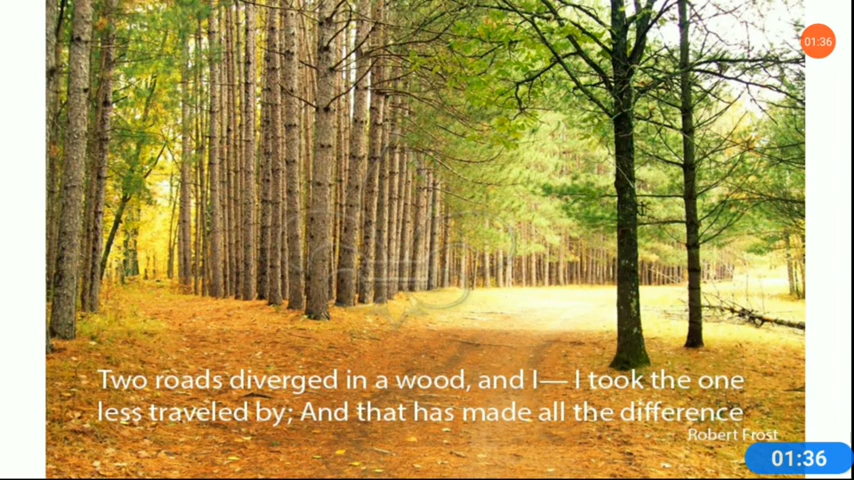 01:36
Two roads diverged in a wood, and I— I took the one
less traveled by; And that has made all the difference
Robert Frost
01:36